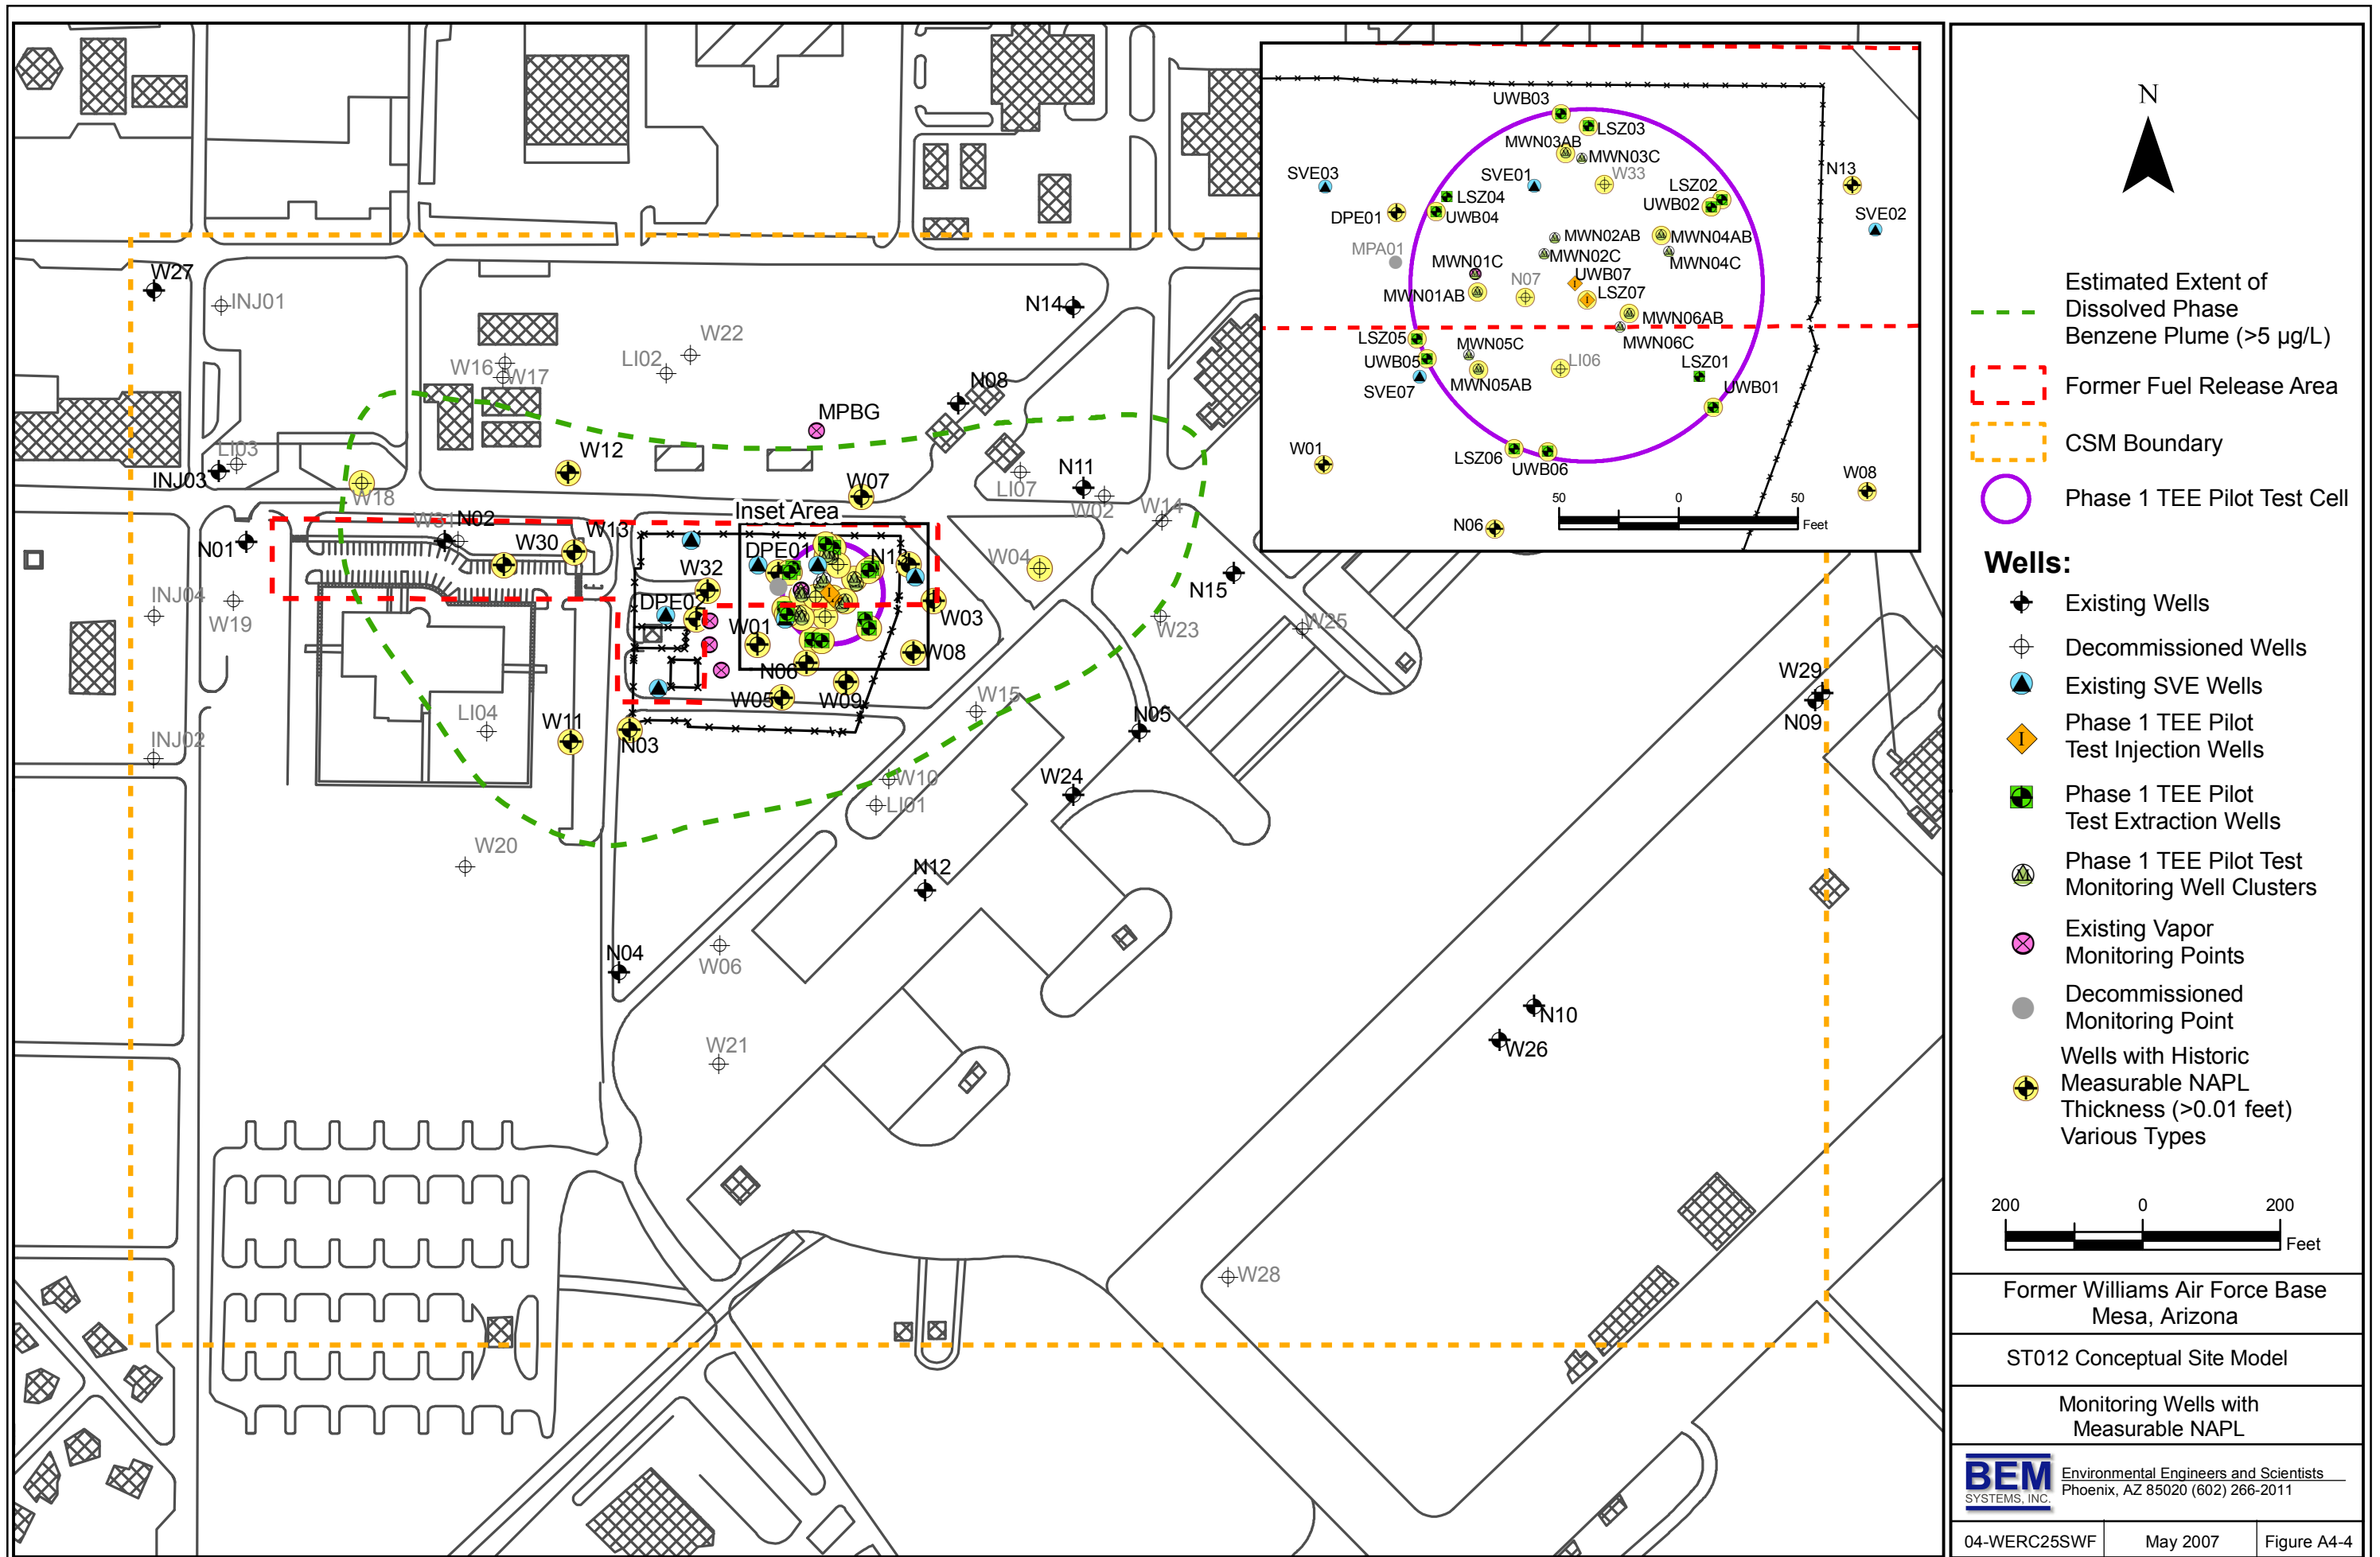 W27
INJ01
N14
W22
W16
LI02
W17
N08
MPBG
W12
LI03
INJ03
W18
W07
N11
LI07
W02
W14
Inset Area
W31
N02
W13
N01
W30
DPE01
N13
W04
N15
W32
INJ04
W19
DPE02
W03
W01
W23
W25
W08
N06
W29
W05
W09
W15
N09
LI04
W11
N03
N05
INJ02
W10
W24
LI01
W20
N12
W06
N04
N10
W26
W21
W28
UWB03
LSZ03
MWN03AB
MWN03C
SVE03
SVE01
W33
N13
LSZ02
LSZ04
UWB02
DPE01
UWB04
SVE02
MWN02AB
MWN04AB
MPA01
MWN02C
MWN04C
MWN01C
N07
UWB07
MWN01AB
LSZ07
MWN06AB
LSZ05
MWN05C
MWN06C
UWB05
LI06
LSZ01
MWN05AB
SVE07
UWB01
W01
LSZ06
UWB06
W08
50 0 50
Feet
N06
N
Estimated Extent of
Dissolved Phase
Benzene Plume (>5 µg/L)
Former Fuel Release Area
CSM Boundary
Phase 1 TEE Pilot Test Cell
Wells:
Existing Wells
Decommissioned Wells
Existing SVE Wells
I
Phase 1 TEE Pilot
Test Injection Wells
Phase 1 TEE Pilot
Test Extraction Wells
M
Phase 1 TEE Pilot Test
Monitoring Well Clusters
Existing Vapor
Monitoring Points
Decommissioned
Monitoring Point
Wells with Historic
Measurable NAPL
Thickness (>0.01 feet)
Various Types
200 0 200
Feet
Former Williams Air Force Base
Mesa, Arizona
ST012 Conceptual Site Model
Monitoring Wells with
Measurable NAPL
BEM
SYSTEMS, INC.
Environmental Engineers and Scientists
Phoenix, AZ 85020 (602) 266-2011
04-WERC25SWF
May 2007
Figure A4-4